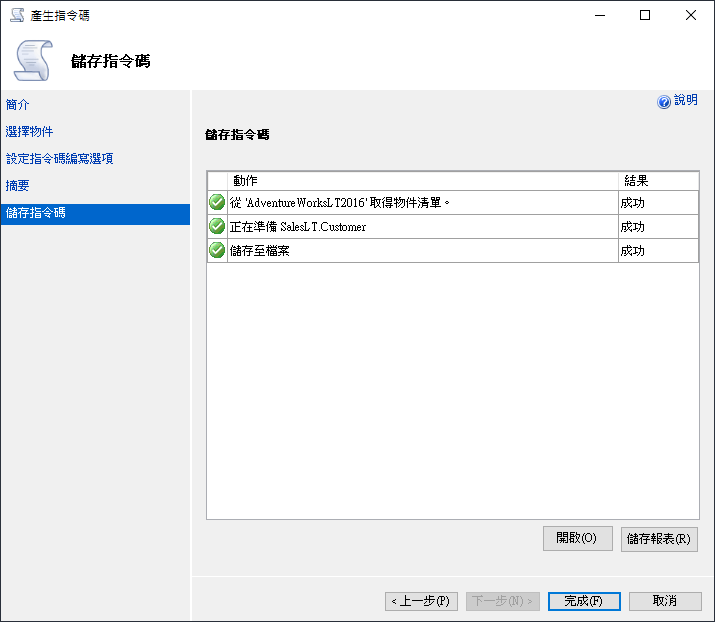 產生指令碼
儲存指令碼
簡介
選擇物件
設定指令碼編寫選項
摘要
儲存指令碼
說明
儲存指令碼
動作 結果
從 'AdventureWorksLT2016' 取得物件清單。 成功
正在準備 SalesLT.Customer 成功
儲存至檔案 成功
開啟(O) 儲存報表(R)
< 上一步(P) 下一步(N) > 完成(F) 取消